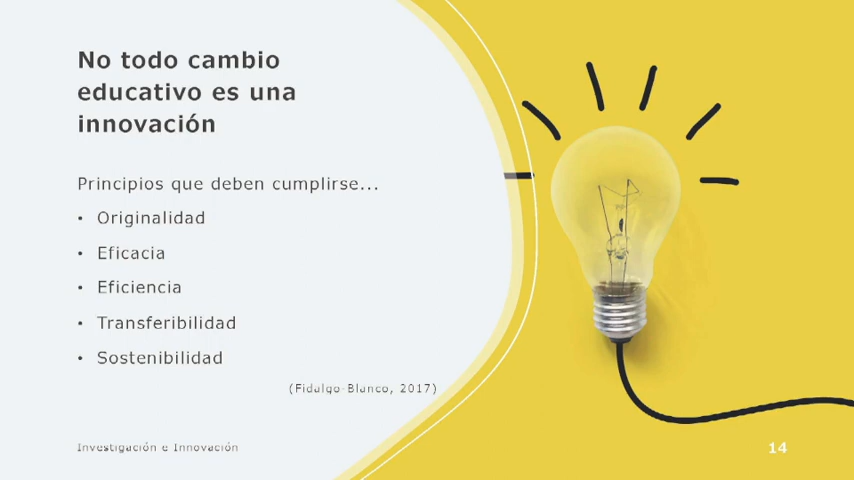 No todo cambio
educativo es una
innovación
Principios que deben cumplirse...
• Originalidad
• Eficacia
• Eficiencia
• Transferibilidad
• Sostenibilidad
(Fidalgo-Blanco, 2017)
Investigación e Innovación
14